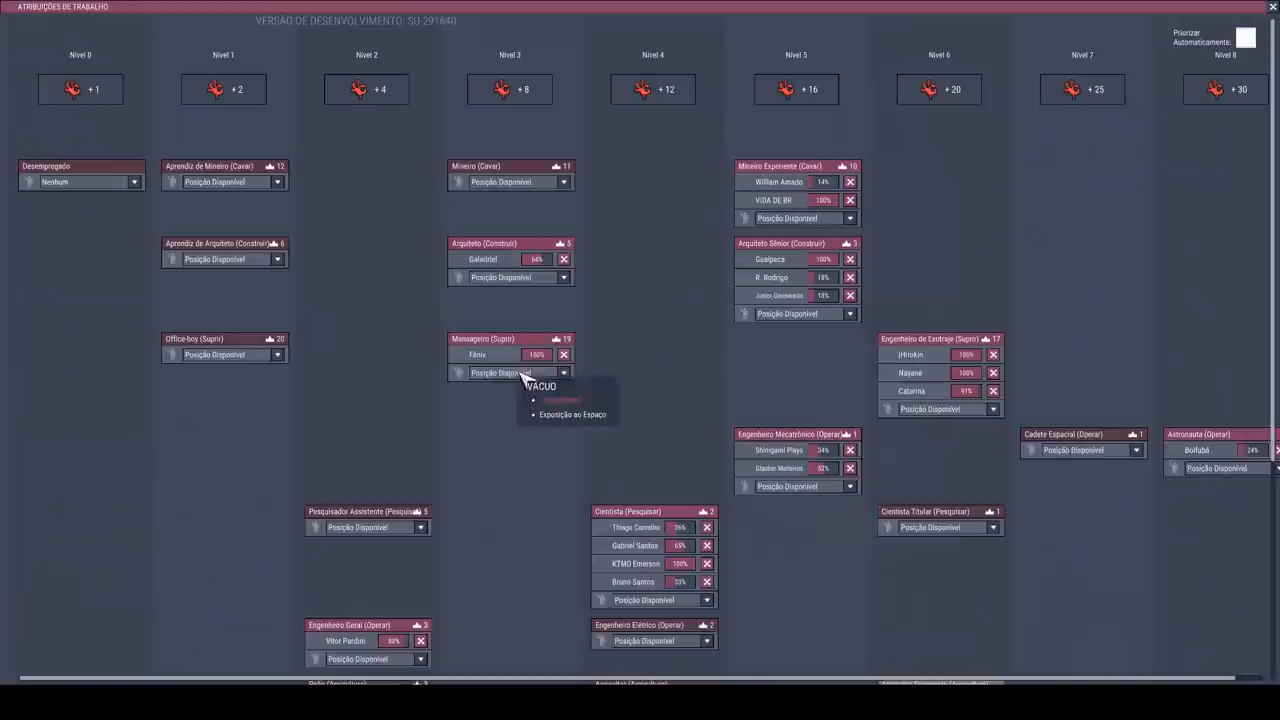 ATRIBUIÇÕES DE TRABALHO
VERSÃO DE DESENVOLVIMENTO: SU-291640
Priorizar
Automaticamente:
Nível 0
Nível 1
Nível 2
Nível 3
Nível 4
Nível 5
Nível 6
Nível 7
Nível 8
+ 1
+ 2
+ 4
+ 8
+ 12
+ 16
+ 20
+ 25
+ 30
Desempregado
Nenhum
Aprendiz de Mineiro (Cavar) 12
Posição Disponível
Mineiro (Cavar) 11
Posição Disponível
Mineiro Experiente (Cavar) 10
William Amado 14%
VIDA DE BR 100%
Posição Disponível
Aprendiz de Arquiteto (Construir) 6
Posição Disponível
Arquiteto (Construir) 5
Galadriel 64%
Posição Disponível
Arquiteto Sênior (Construir) 3
Guaipeca 100%
R. Rodrigo 18%
Junior 18%
Posição Disponível
Office-boy (Suprir) 20
Posição Disponível
Mensageiro (Suprir) 19
Fênix 100%
Posição
VÁCUO
Exposição ao Espaço
Engenheiro de Exotraje (Suprir) 17
jHirokin 100%
Nayane 100%
Catarina 91%
Posição Disponível
Engenheiro Mecatrônico (Operar) 1
Shinigami Plays 34%
Glauber Medeiros 52%
Posição Disponível
Cadete Espacial (Operar) 1
Posição Disponível
Astronauta (Operar)
Boifubá 24%
Posição Disponível
Pesquisador Assistente 5
Posição Disponível
Cientista (Pesquisar) 2
Thiago Carvalho 36%
Gabriel Santos 65%
KTMO Emerson 100%
Bruno Santos 33%
Posição Disponível
Cientista Titular (Pesquisar) 1
Posição Disponível
Engenheiro Geral (Operar) 3
Vitor Pardini
Posição Disponível
Engenheiro Elétrico (Operar) 2
Posição Disponível